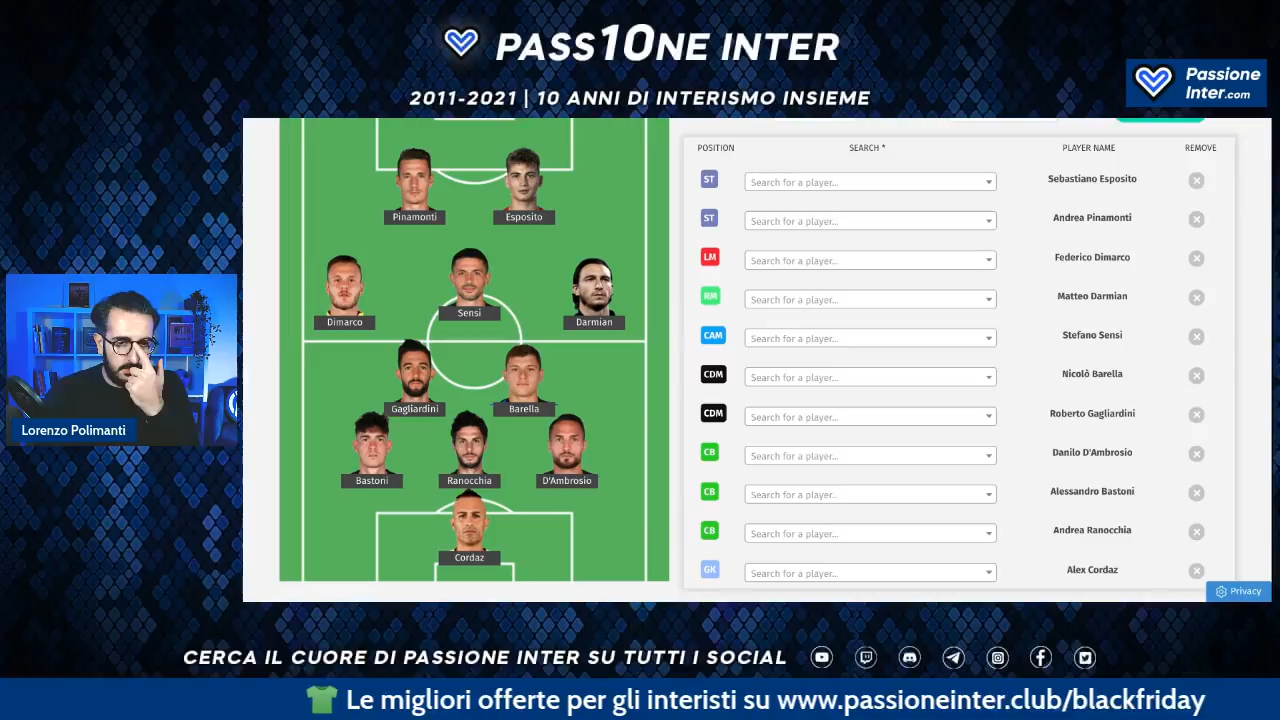 PASS10NE INTER
2011-2021 | 10 ANNI DI INTERISMO INSIEME
Passione
Inter.com
Pinamonti
Esposito
Dimarco
Sensi
Darmian
Gagliardini
Barella
Bastoni
Ranocchia
D'Ambrosio
Cordaz
POSITION SEARCH * PLAYER NAME REMOVE
ST Search for a player... Sebastiano Esposito
ST Search for a player... Andrea Pinamonti
LM Search for a player... Federico Dimarco
RM Search for a player... Matteo Darmian
CAM Search for a player... Stefano Sensi
CDM Search for a player... Nicolò Barella
CDM Search for a player... Roberto Gagliardini
CB Search for a player... Danilo D'Ambrosio
CB Search for a player... Alessandro Bastoni
CB Search for a player... Andrea Ranocchia
GK Search for a player... Alex Cordaz
Privacy
Lorenzo Polimanti
CERCA IL CUORE DI PASSIONE INTER SU TUTTI I SOCIAL
Le migliori offerte per gli interisti su www.passioneinter.club/blackfriday